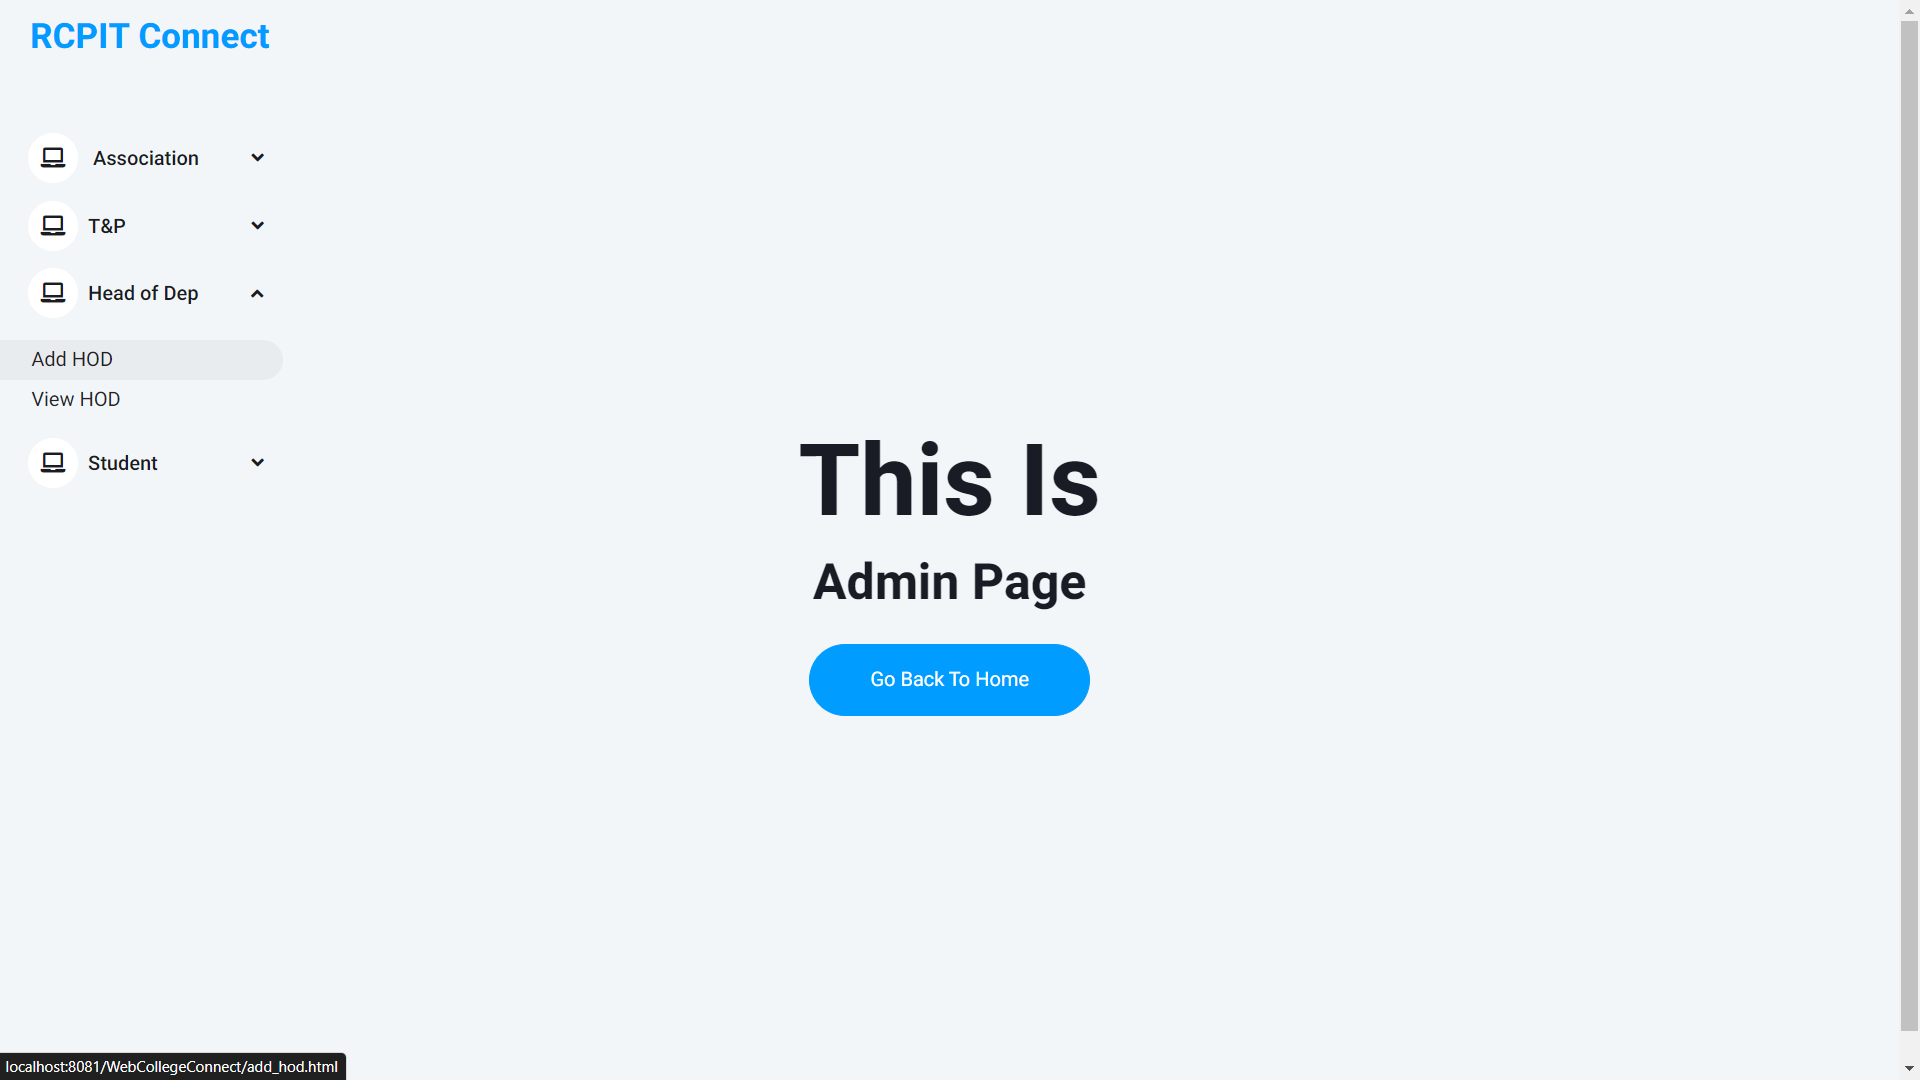 RCPIT Connect
Association
T&P
Head of Dep
Add HOD
View HOD
Student
This Is
Admin Page
Go Back To Home
localhost:8081/WebCollegeConnect/add_hod.html